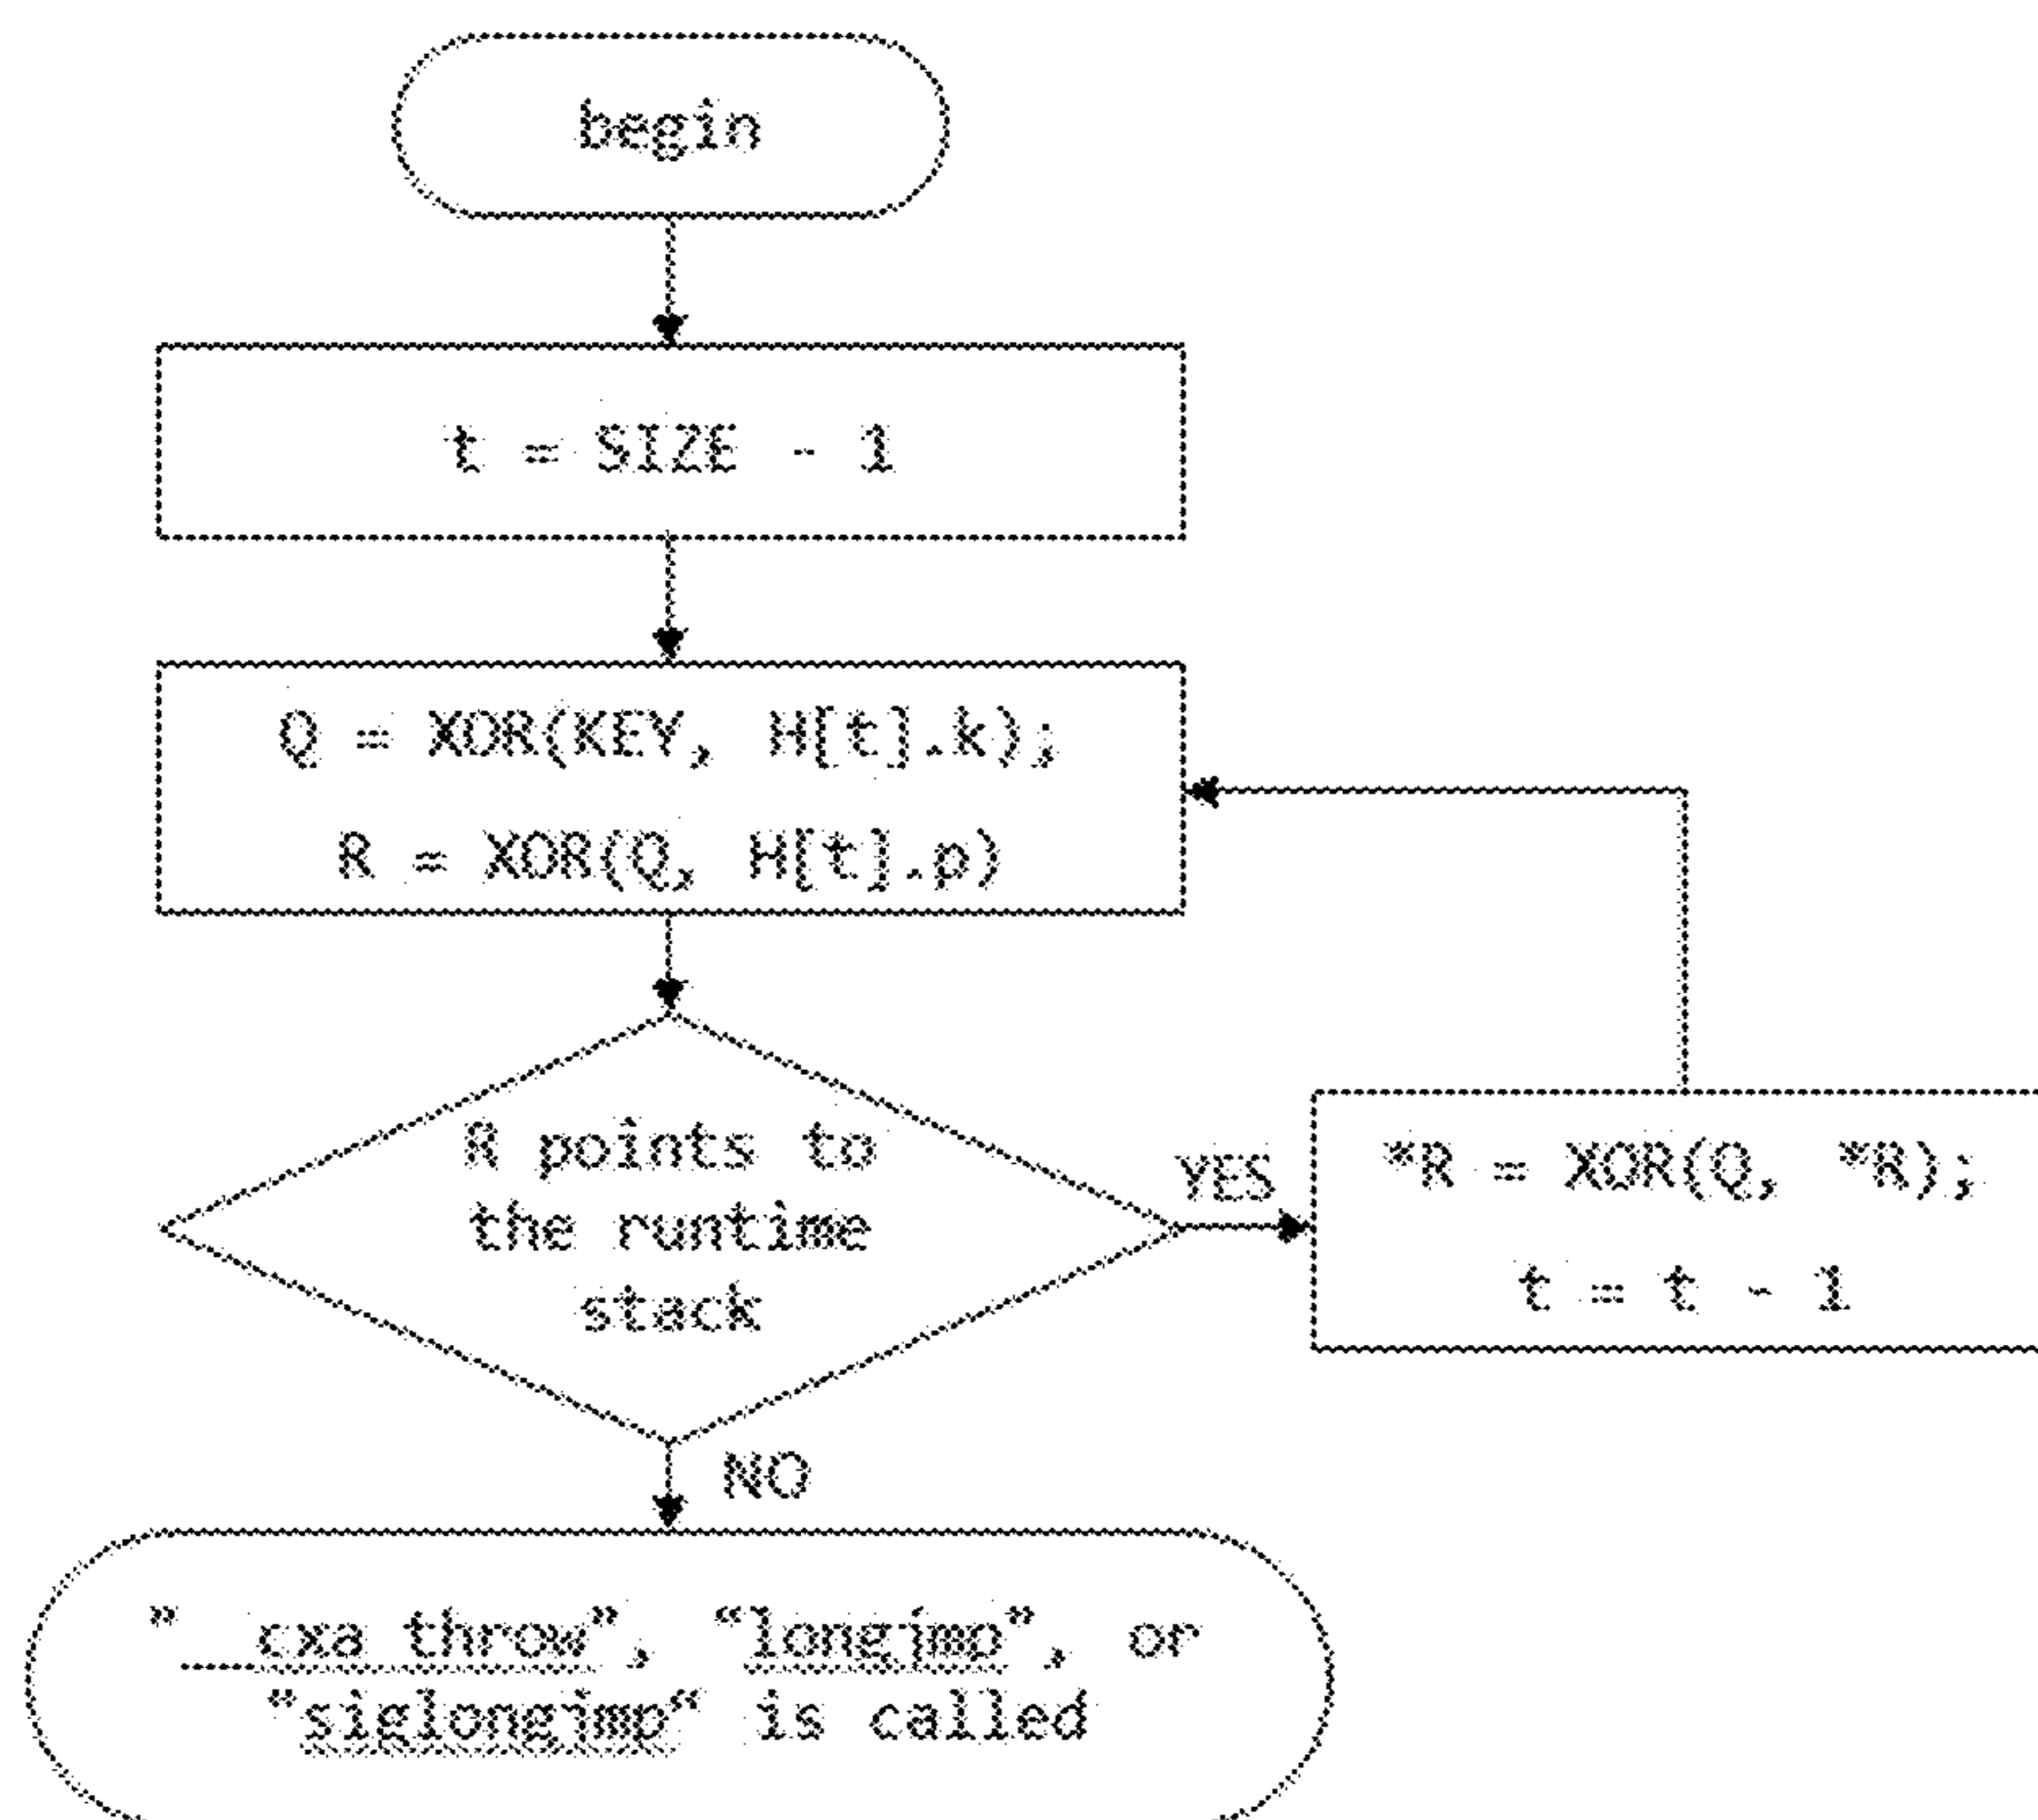 begin
t = SIZE - 1
Q = XOR(KEY, H[t].k);
R = XOR(Q, H[t].p)
R points to
the runtime
stack
YES
*R = XOR(Q, *R);
t = t - 1
NO
"__cxa_throw", "longjmp", or
"siglongjmp" is called